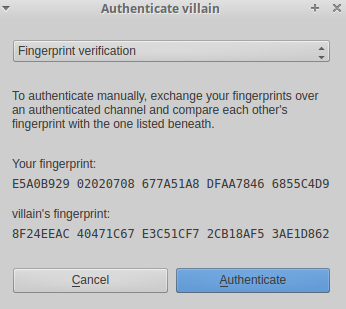 Authenticate villain
Fingerprint verification
To authenticate manually, exchange your fingerprints over
an authenticated channel and compare each other's
fingerprint with the one listed beneath.
Your fingerprint:
E5A0B929 02020708 677A51A8 DFAA7846 6855C4D9
villain's fingerprint:
8F24EEAC 40471C67 E3C51CF7 2CB18AF5 3AE1D862
Cancel
Authenticate